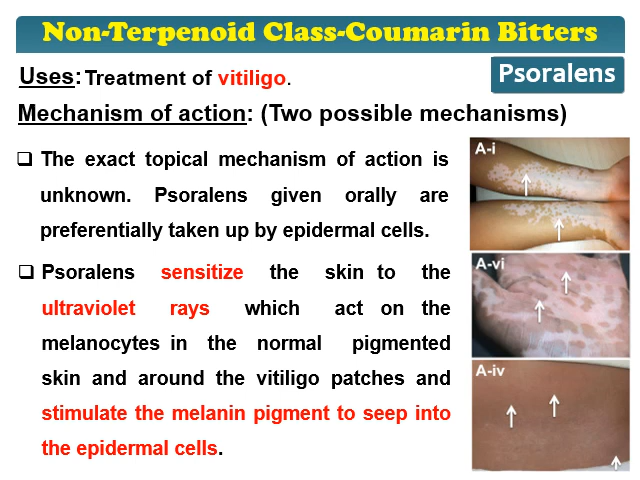 Non-Terpenoid Class-Coumarin Bitters
Uses: Treatment of vitiligo.
Psoralens
Mechanism of action: (Two possible mechanisms)
❑ The exact topical mechanism of action is
unknown. Psoralens given orally are
preferentially taken up by epidermal cells.
❑ Psoralens sensitize the skin to the
ultraviolet rays which act on the
melanocytes in the normal pigmented
skin and around the vitiligo patches and
stimulate the melanin pigment to seep into
the epidermal cells.
A-i
A-vi
A-iv